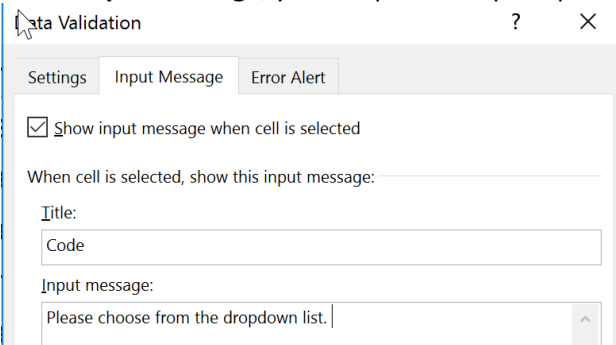 Data Validation ?
Settings Input Message Error Alert
Show input message when cell is selected
When cell is selected, show this input message:
Title:
Code
Input message:
Please choose from the dropdown list.